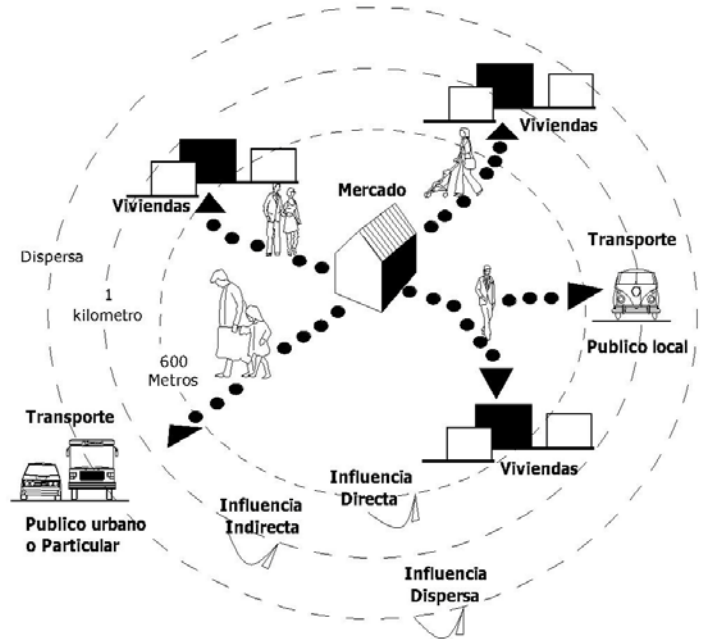 Viviendas
Viviendas
Mercado
Transporte
Dispersa
1
kilometro
Publico local
600
Metros
Transporte
Viviendas
Influencia
Directa
Influencia
Indirecta
Publico urbano
o Particular
Influencia
Dispersa